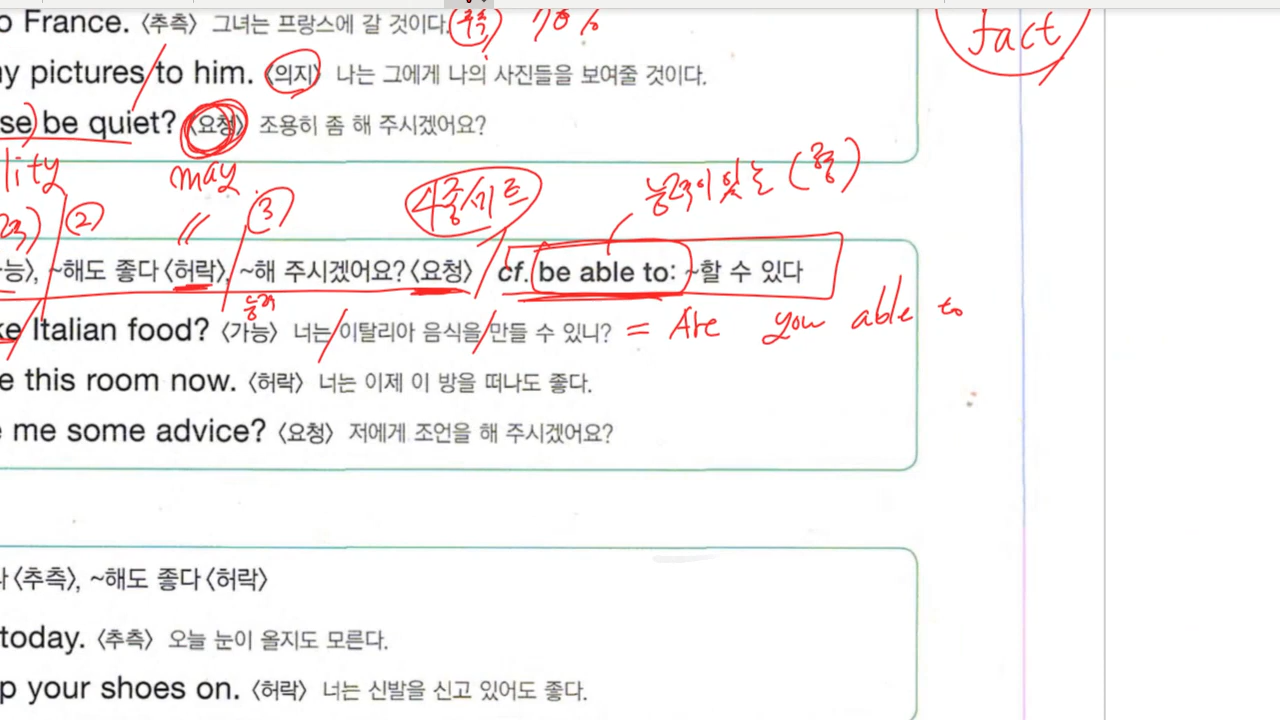 o France. 〈추측〉 그녀는 프랑스에 갈 것이다. 추측 78%
fact
y pictures to him. 〈의지〉 나는 그에게 나의 사진들을 보여줄 것이다.
se be quiet? 〈요청〉 조용히 좀 해 주시겠어요?
lity
may
② 〃 ③ 4줄세트 능력이 있는 (형)
능〉, ~해도 좋다〈허락〉, ~해 주시겠어요?〈요청〉 cf. be able to: ~할 수 있다
능력
ke Italian food? 〈가능〉 너는 이탈리아 음식을 만들 수 있니? = Are you able to
e this room now. 〈허락〉 너는 이제 이 방을 떠나도 좋다.
e me some advice? 〈요청〉 저에게 조언을 해 주시겠어요?
〈추측〉, ~해도 좋다〈허락〉
today. 〈추측〉 오늘 눈이 올지도 모른다.
p your shoes on. 〈허락〉 너는 신발을 신고 있어도 좋다.